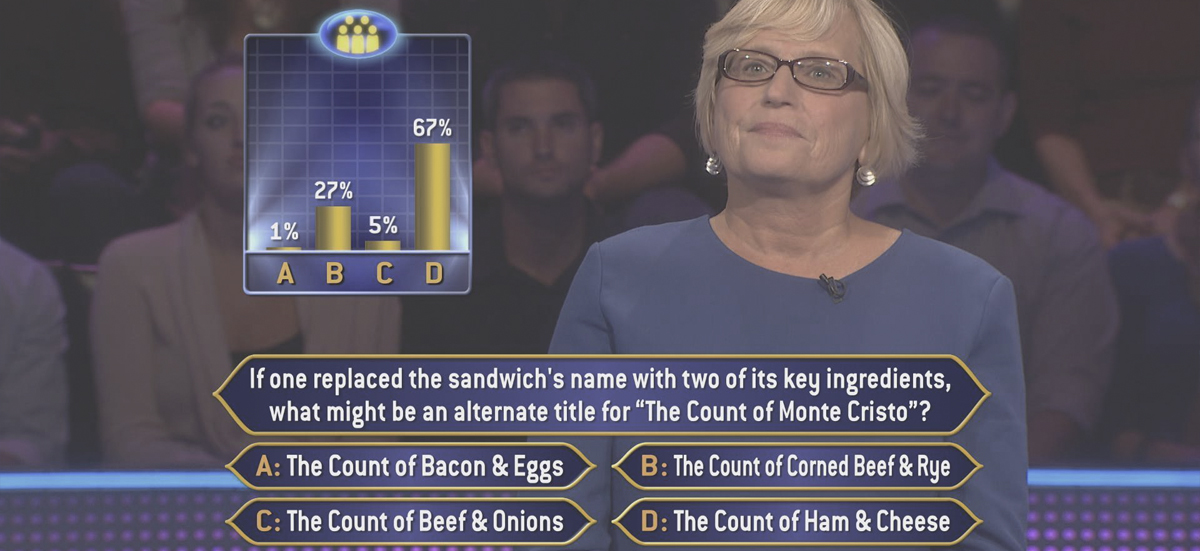 67%
27%
5%
1%
A B C D
If one replaced the sandwich's name with two of its key ingredients,
what might be an alternate title for “The Count of Monte Cristo”?
A: The Count of Bacon & Eggs
B: The Count of Corned Beef & Rye
C: The Count of Beef & Onions
D: The Count of Ham & Cheese